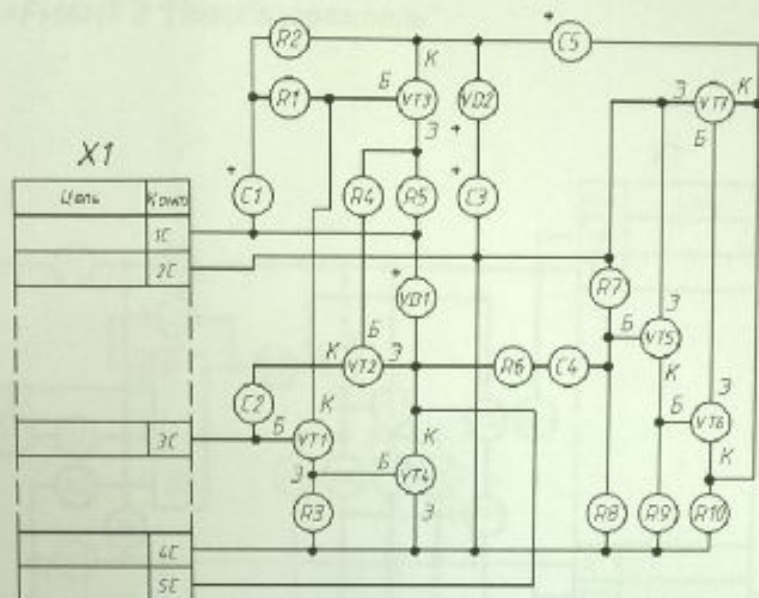 R2
+
C5
К
R1
Б
VT3
VD2
Э
VT7
К
Э
+
Б
X1
+
+
Цепь
Контакт
C1
R4
R5
C3
1С
2С
+
VD1
R7
Э
Б
Б
VT5
К
VT2
Э
R6
C4
К
C2
К
Э
Б
VT6
3С
Б
VT1
К
К
Э
Б
VT4
R3
Э
R8
R9
R10
4С
5С